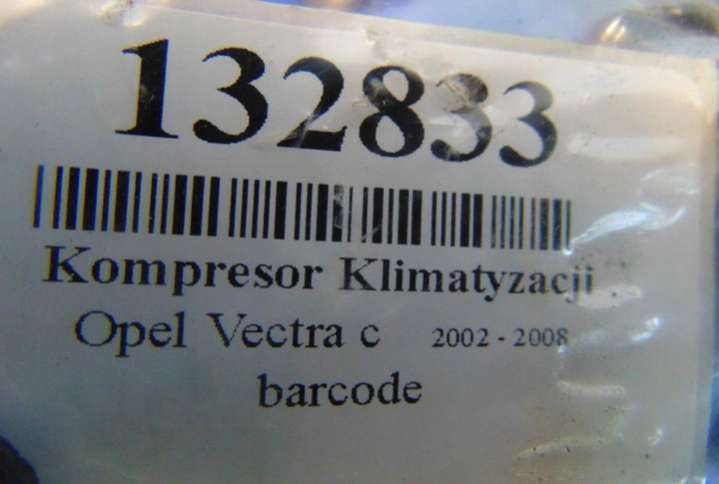 132833
Kompresor Klimatyzacji
Opel Vectra c 2002 - 2008
barcode